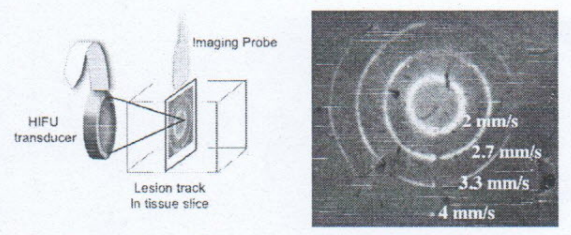 Imaging Probe
HIFU
transducer
Lesion track
In tissue slice
2 mm/s
2.7 mm/s
3.3 mm/s
4 mm/s